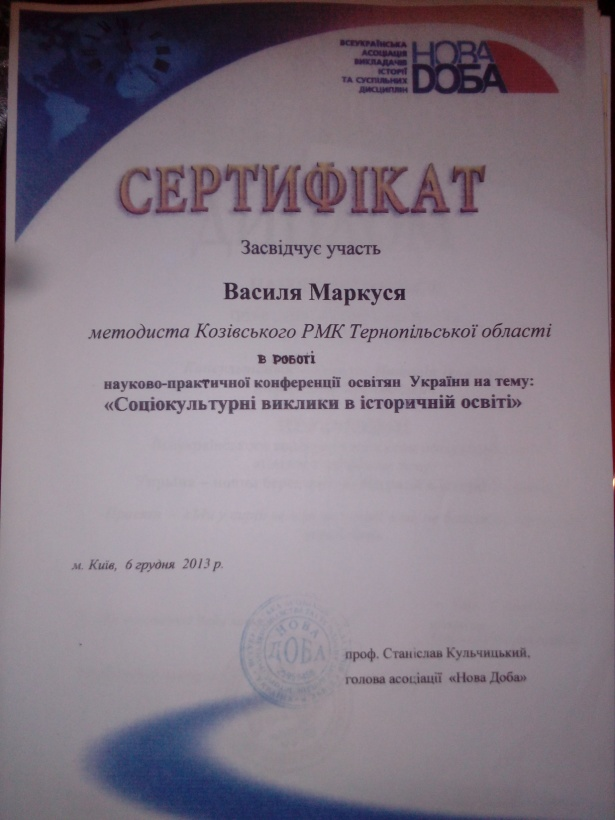 ВСЕУКРАЇНСЬКА
АСОЦІАЦІЯ
ВИКЛАДАЧІВ
ІСТОРІЇ
ТА СУСПІЛЬНИХ
ДИСЦИПЛІН
НОВА
DOБА
СЕРТИФІКАТ
Засвідчує участь
Василя Маркуся
методиста Козівського РМК Тернопільської області
в роботі
науково-практичної конференції освітян України на тему:
«Соціокультурні виклики в історичній освіті»
м. Київ, 6 грудня 2013 р.
НОВА
ДОБА
проф. Станіслав Кульчицький,
голова асоціації «Нова Доба»